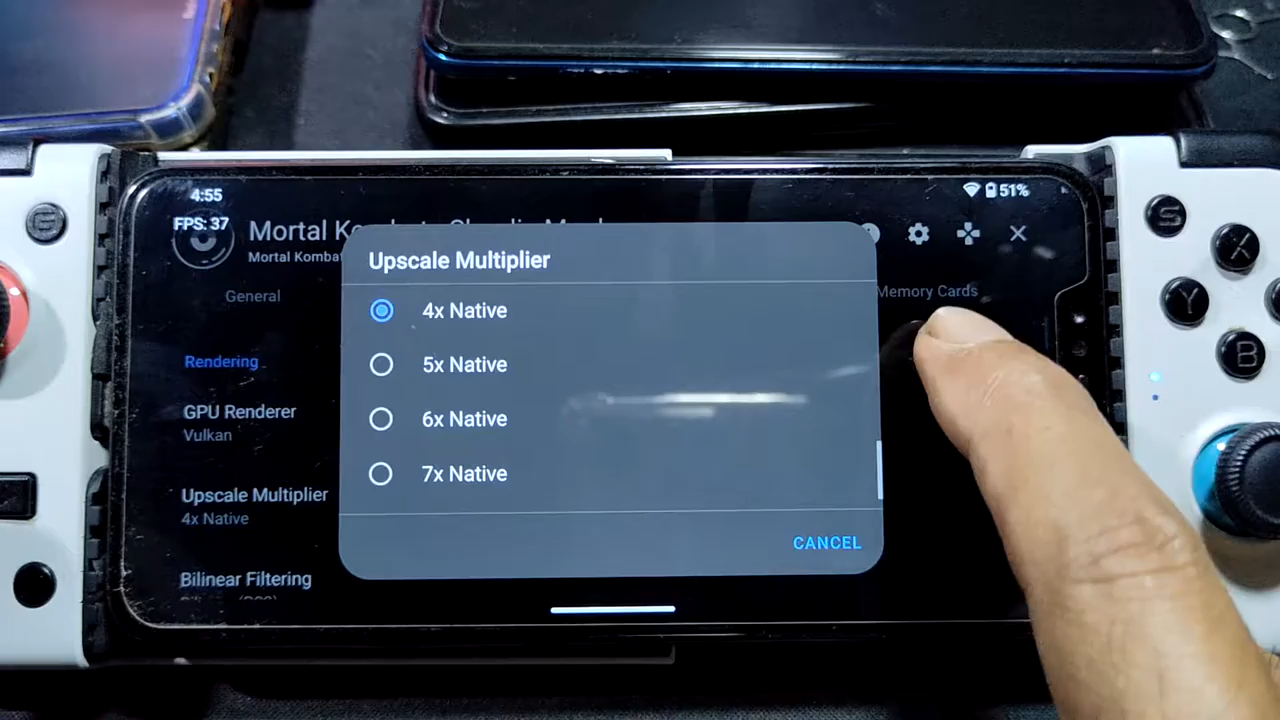 4:55
51%
FPS: 37
Mortal
Mortal
General
Memory Cards
Upscale Multiplier
4x Native
5x Native
6x Native
7x Native
CANCEL
Rendering
GPU Renderer
Vulkan
Upscale Multiplier
4x Native
Bilinear Filtering
S
X
Y
B